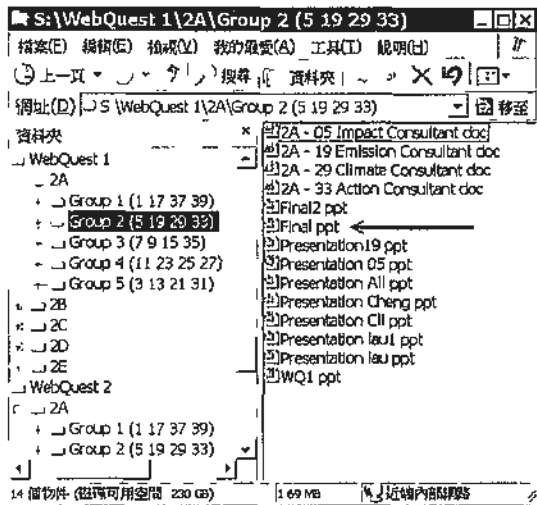 S:\WebQuest 1\2A\Group 2 (5 19 29 33)
檔案(E) 編輯(E) 檢視(V) 我的最愛(A) 工具(T) 說明(H)
上一頁 搜尋 資料夾
網址(D) S \WebQuest 1\2A\Group 2 (5 19 29 33) 移至
資料夾 ×
WebQuest 1
2A
Group 1 (1 17 37 39)
Group 2 (5 19 29 33)
Group 3 (7 9 15 35)
Group 4 (11 23 25 27)
Group 5 (3 13 21 31)
2B
2C
2D
2E
WebQuest 2
2A
Group 1 (1 17 37 39)
Group 2 (5 19 29 33)
2A - 05 Impact Consultant doc
2A - 19 Emission Consultant doc
2A - 29 Climate Consultant doc
2A - 33 Action Consultant doc
Final2 ppt
Final ppt
Presentation19 ppt
Presentation 05 ppt
Presentation All ppt
Presentation Cheng ppt
Presentation CII ppt
Presentation lau1 ppt
Presentation lau ppt
WQ1 ppt
14 個物件 (磁碟可用空間 230 GB) 1 69 MB 近端內部網路